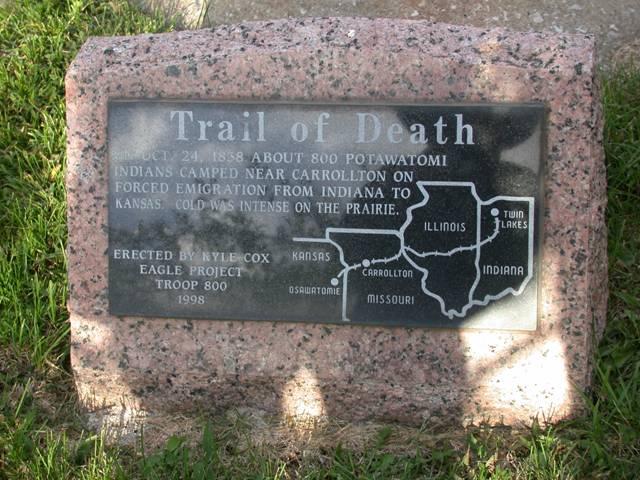 Trail of Death
OCT. 24, 1838 ABOUT 800 POTAWATOMI
INDIANS CAMPED NEAR CARROLLTON ON
FORCED EMIGRATION FROM INDIANA TO
KANSAS. COLD WAS INTENSE ON THE PRAIRIE.
ERECTED BY KYLE COX
EAGLE PROJECT
TROOP 800
1998
ILLINOIS
TWIN
LAKES
KANSAS
CARROLLTON
INDIANA
OSAWATOMIE
MISSOURI